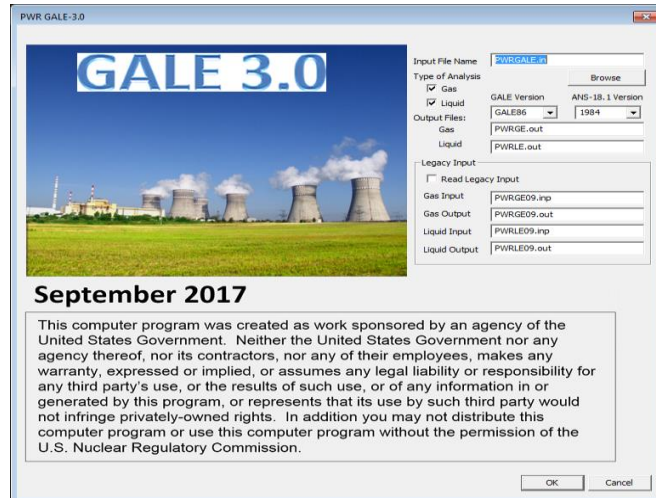 PWR GALE-3.0
GALE 3.0
Input File Name
PWRGALE.in
Type of Analysis
Browse
Gas
Liquid
GALE Version
ANS-18.1 Version
GALE86
1984
Output Files:
Gas
PWRGE.out
Liquid
PWRLE.out
Legacy Input
Read Legacy Input
Gas Input
PWRGE09.inp
Gas Output
PWRGE09.out
Liquid Input
PWRLE09.inp
Liquid Output
PWRLE09.out
September 2017
This computer program was created as work sponsored by an agency of the
United States Government. Neither the United States Government nor any
agency thereof, nor its contractors, nor any of their employees, makes any
warranty, expressed or implied, or assumes any legal liability or responsibility for
any third party's use, or the results of such use, or of any information in or
generated by this program, or represents that its use by such third party would
not infringe privately-owned rights. In addition you may not distribute this
computer program or use this computer program without the permission of the
U.S. Nuclear Regulatory Commission.
OK
Cancel